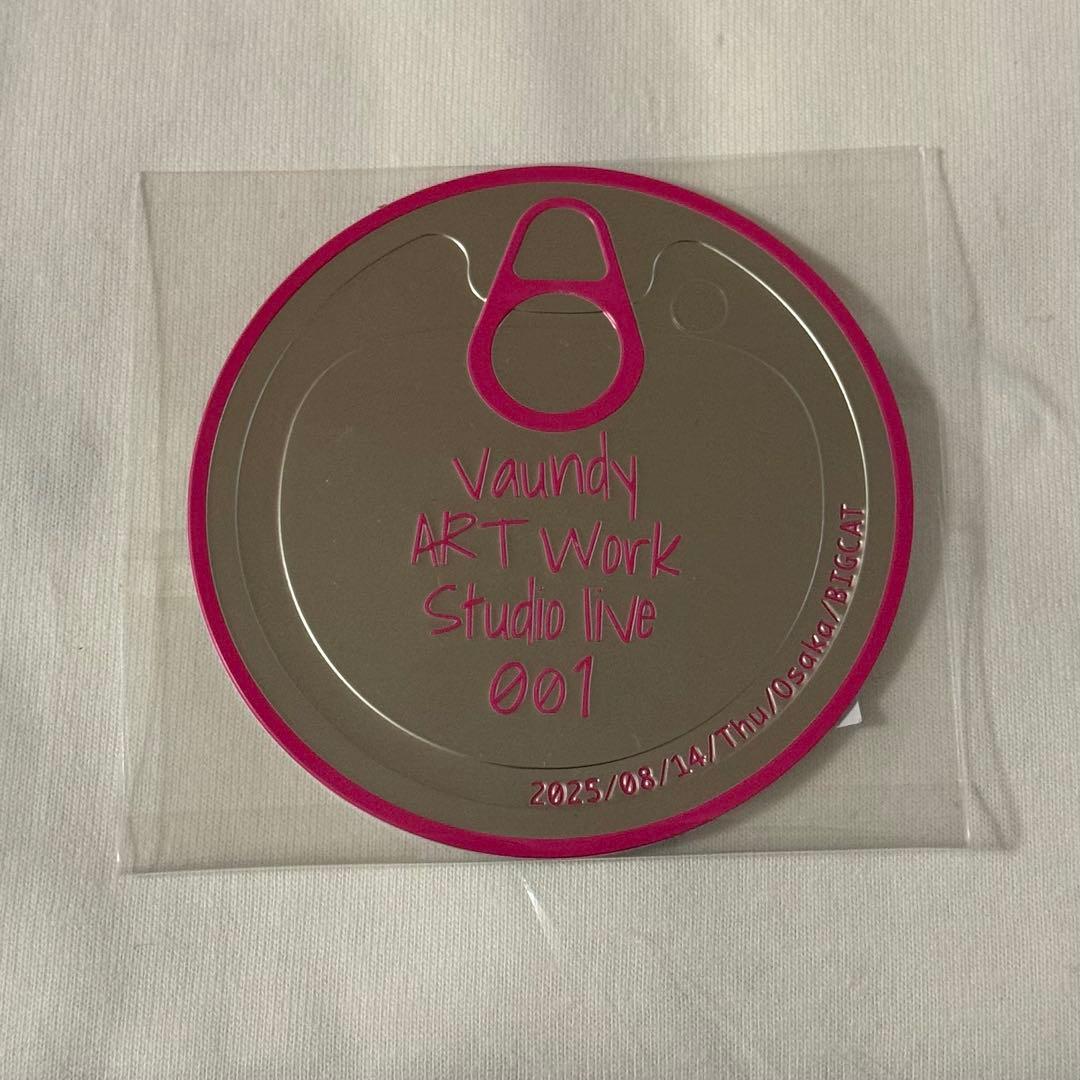 Vaundy
ART Work
Studio live
001
2025/08/14/Thu/Osaka/BIGCAT